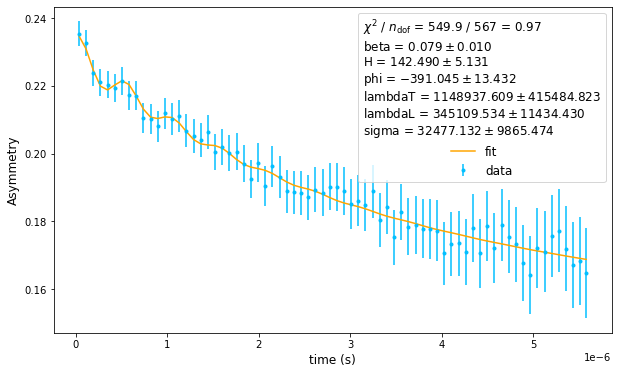 χ² / n_dof = 549.9 / 567 = 0.97
beta = 0.079 ± 0.010
H = 142.490 ± 5.131
phi = −391.045 ± 13.432
lambdaT = 1148937.609 ± 415484.823
lambdaL = 345109.534 ± 11434.430
sigma = 32477.132 ± 9865.474
fit
data
Asymmetry
0.24
0.22
0.20
0.18
0.16
0 1 2 3 4 5
1e−6
time (s)